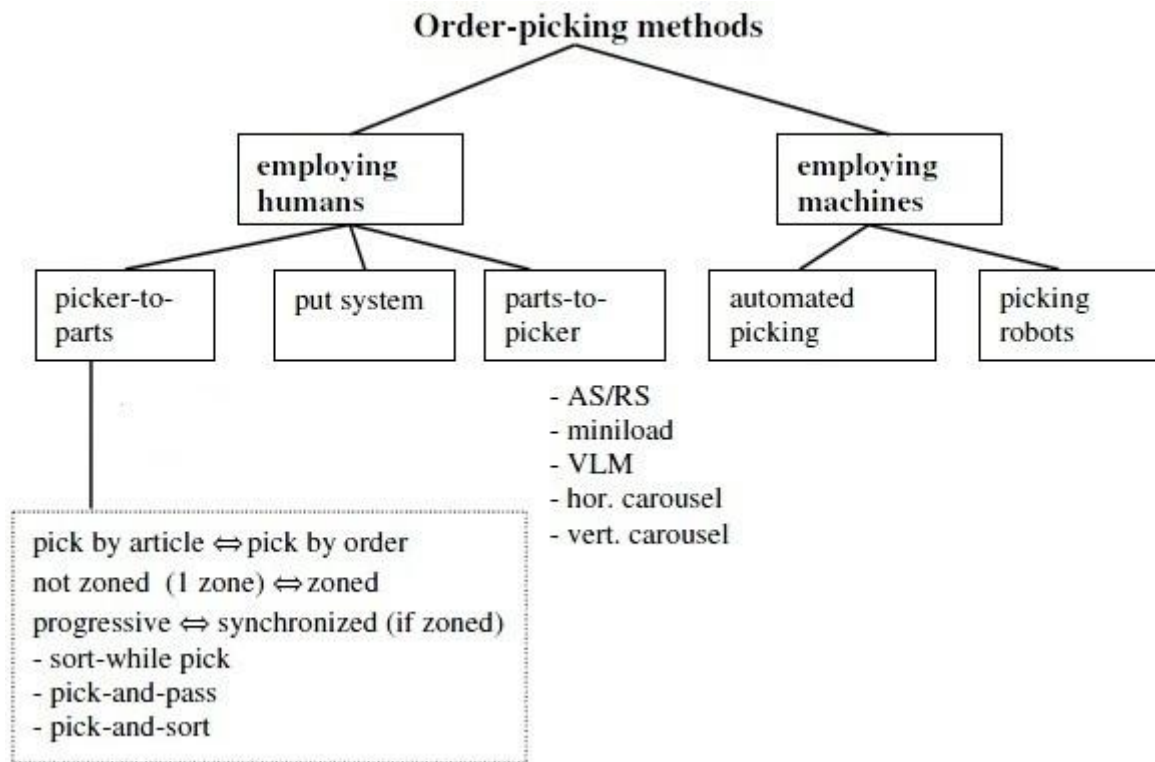 Order-picking methods
employing
humans
employing
machines
picker-to-
parts
put system
parts-to-
picker
automated
picking
picking
robots
- AS/RS
- miniload
- VLM
- hor. carousel
- vert. carousel
pick by article ⇔ pick by order
not zoned (1 zone) ⇔ zoned
progressive ⇔ synchronized (if zoned)
- sort-while pick
- pick-and-pass
- pick-and-sort